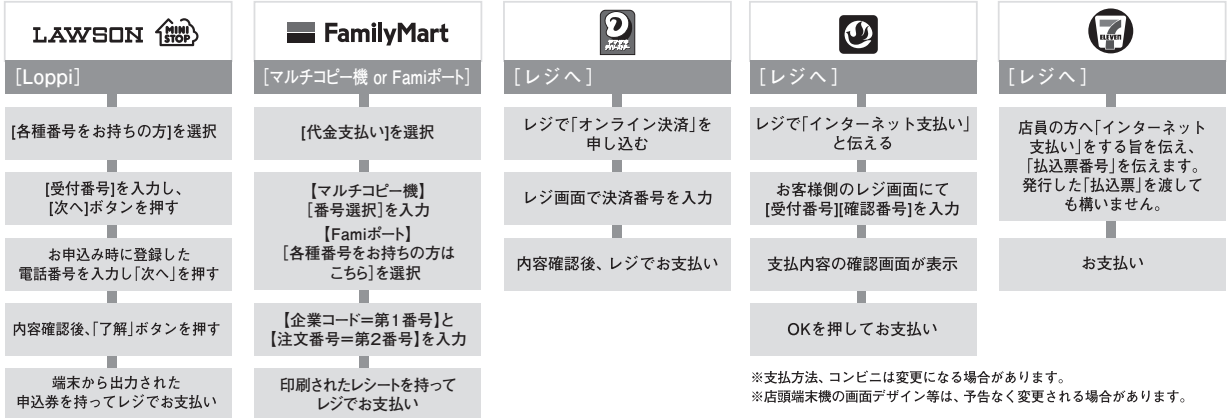 LAWSON MINI STOP
[Loppi]
[各種番号をお持ちの方]を選択
[受付番号]を入力し、
[次へ]ボタンを押す
お申込み時に登録した
電話番号を入力し「次へ」を押す
内容確認後、「了解」ボタンを押す
端末から出力された
申込券を持ってレジでお支払い
FamilyMart
[マルチコピー機 or Famiポート]
[代金支払い]を選択
【マルチコピー機】
[番号選択]を入力
【Famiポート】
[各種番号をお持ちの方は
こちら]を選択
【企業コード=第1番号】と
【注文番号=第2番号】を入力
印刷されたレシートを持って
レジでお支払い
[レジへ]
レジで「オンライン決済」を
申し込む
レジ画面で決済番号を入力
内容確認後、レジでお支払い
[レジへ]
レジで「インターネット支払い」
と伝える
お客様側のレジ画面にて
[受付番号][確認番号]を入力
支払内容の確認画面が表示
OKを押してお支払い
7 ELEVEN
[レジへ]
店員の方へ「インターネット
支払い」をする旨を伝え、
「払込票番号」を伝えます。
発行した「払込票」を渡して
も構いません。
お支払い
※支払方法、コンビニは変更になる場合があります。
※店頭端末機の画面デザイン等は、予告なく変更される場合があります。